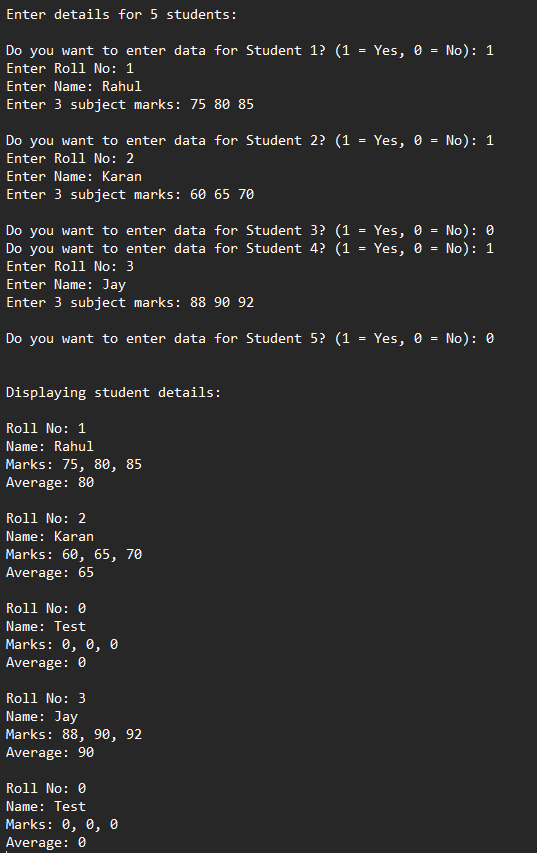 Enter details for 5 students:
Do you want to enter data for Student 1? (1 = Yes, 0 = No): 1
Enter Roll No: 1
Enter Name: Rahul
Enter 3 subject marks: 75 80 85
Do you want to enter data for Student 2? (1 = Yes, 0 = No): 1
Enter Roll No: 2
Enter Name: Karan
Enter 3 subject marks: 60 65 70
Do you want to enter data for Student 3? (1 = Yes, 0 = No): 0
Do you want to enter data for Student 4? (1 = Yes, 0 = No): 1
Enter Roll No: 3
Enter Name: Jay
Enter 3 subject marks: 88 90 92
Do you want to enter data for Student 5? (1 = Yes, 0 = No): 0
Displaying student details:
Roll No: 1
Name: Rahul
Marks: 75, 80, 85
Average: 80
Roll No: 2
Name: Karan
Marks: 60, 65, 70
Average: 65
Roll No: 0
Name: Test
Marks: 0, 0, 0
Average: 0
Roll No: 3
Name: Jay
Marks: 88, 90, 92
Average: 90
Roll No: 0
Name: Test
Marks: 0, 0, 0
Average: 0